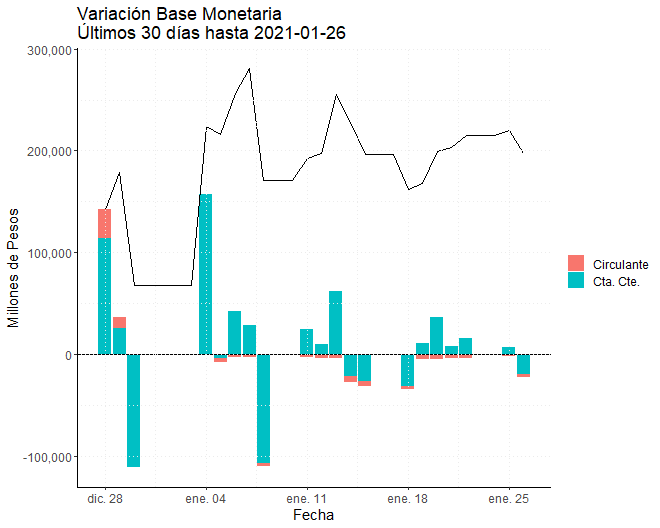 Variación Base Monetaria
Últimos 30 días hasta 2021-01-26
Millones de Pesos
300,000
200,000
100,000
0
-100,000
dic. 28
ene. 04
ene. 11
ene. 18
ene. 25
Fecha
Circulante
Cta. Cte.